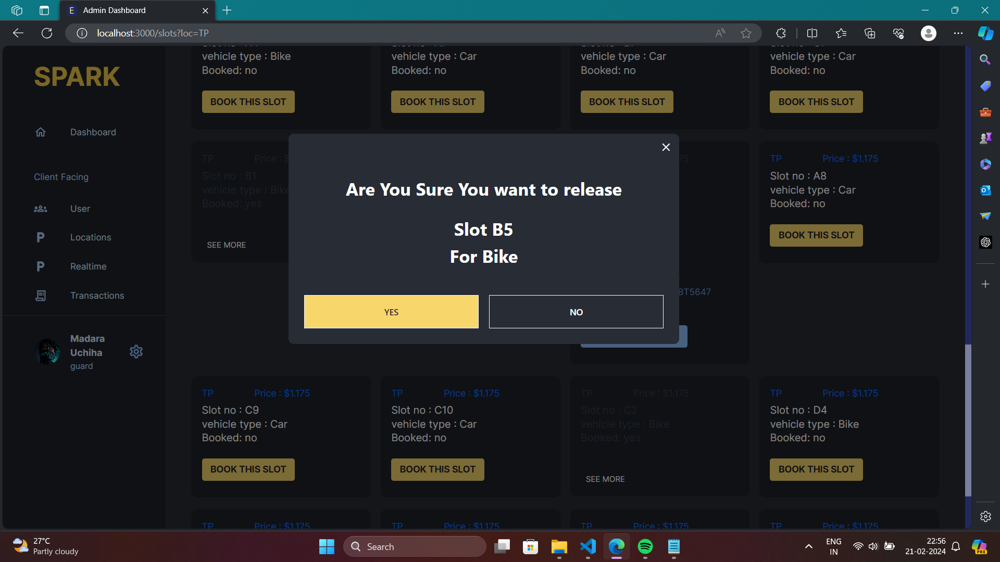 Admin Dashboard
localhost:3000/slots?loc=TP
SPARK
Dashboard
Client Facing
User
Locations
Realtime
Transactions
Madara
Uchiha
guard
vehicle type : Bike
Booked: no
BOOK THIS SLOT
vehicle type : Car
Booked: no
BOOK THIS SLOT
vehicle type : Car
Booked: no
BOOK THIS SLOT
vehicle type : Car
Booked: no
BOOK THIS SLOT
TP Price : $
Slot no : B1
vehicle type : Bike
Booked: yes
SEE MORE
75
BT5647
TP Price : $1.175
Slot no : A8
vehicle type : Car
Booked: no
BOOK THIS SLOT
Are You Sure You want to release
Slot B5
For Bike
YES
NO
TP Price : $1.175
Slot no : C9
vehicle type : Car
Booked: no
BOOK THIS SLOT
TP Price : $1.175
Slot no : C10
vehicle type : Car
Booked: no
BOOK THIS SLOT
TP Price : $1.175
Slot no : C2
vehicle type : Bike
Booked: yes
SEE MORE
TP Price : $1.175
Slot no : D4
vehicle type : Bike
Booked: no
BOOK THIS SLOT
TP Price : $1.175
TP Price : $1.175
TP Price : $1.175
TP Price : $1.175
27°C
Partly cloudy
Search
ENG
IN
22:56
21-02-2024
PRE